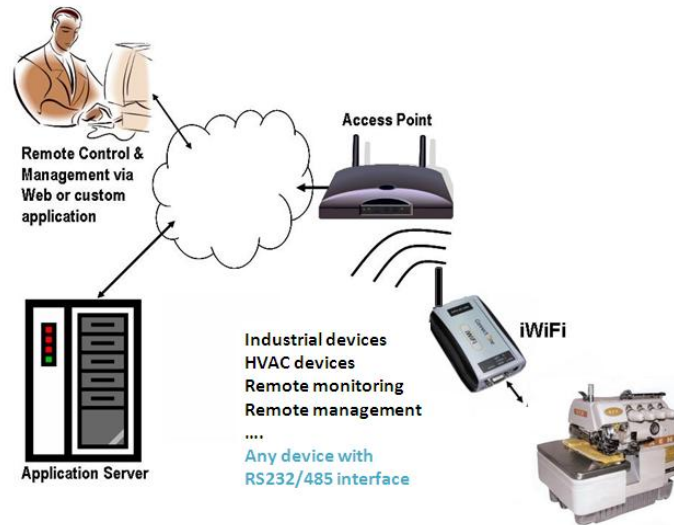 Remote Control &
Management via
Web or custom
application
Access Point
iWiFi
Industrial devices
HVAC devices
Remote monitoring
Remote management
....
Any device with
RS232/485 interface
Application Server